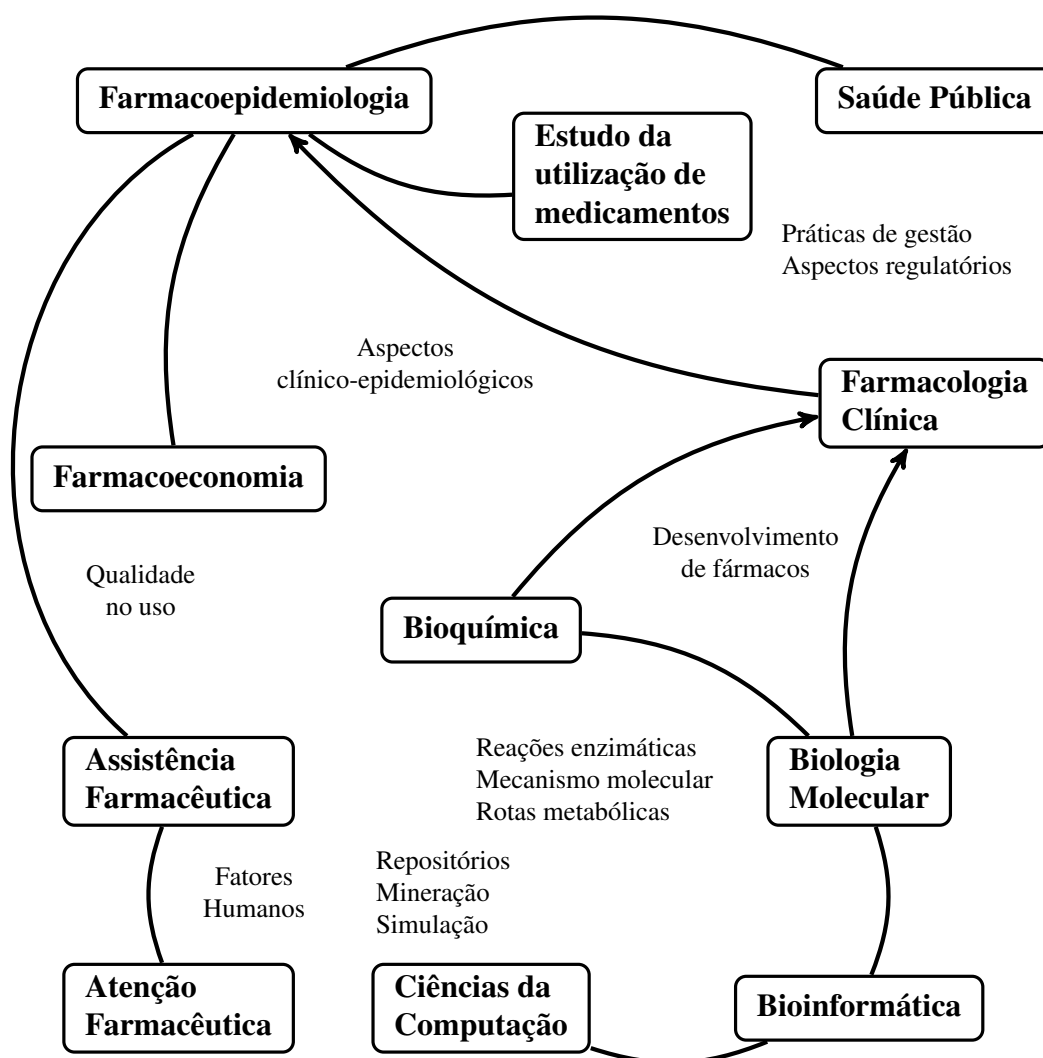 Farmacoepidemiologia
Saúde Pública
Estudo da
utilização de
medicamentos
Práticas de gestão
Aspectos regulatórios
Aspectos
clínico-epidemiológicos
Farmacologia
Clínica
Farmacoeconomia
Desenvolvimento
de fármacos
Qualidade
no uso
Bioquímica
Assistência
Farmacêutica
Reações enzimáticas
Mecanismo molecular
Rotas metabólicas
Biologia
Molecular
Fatores
Humanos
Repositórios
Mineração
Simulação
Atenção
Farmacêutica
Ciências da
Computação
Bioinformática